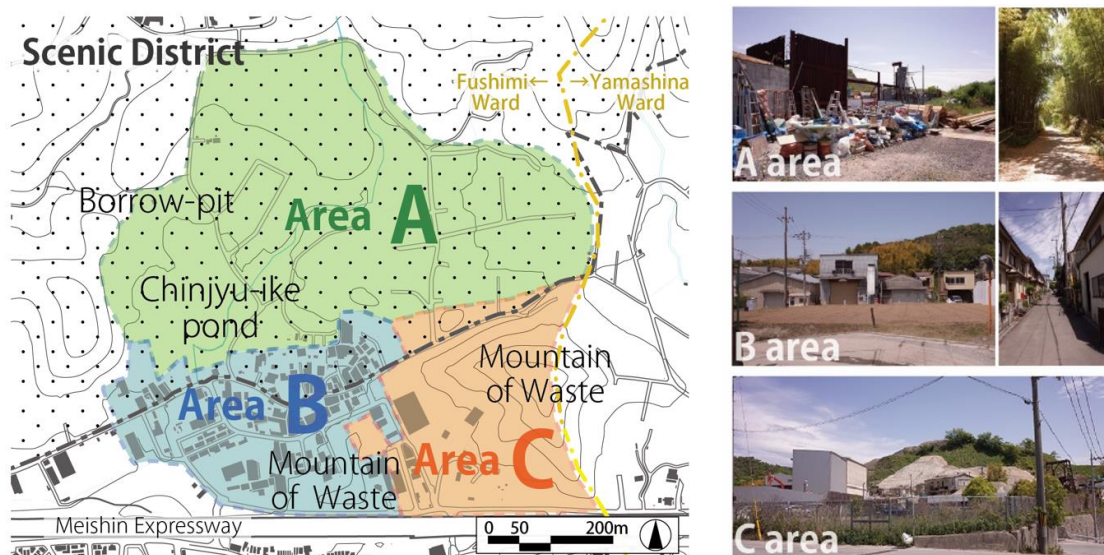 Scenic District
Fushimi←
Ward
→Yamashina
Ward
Borrow-pit
Area A
Chinjyu-ike
pond
Mountain
of Waste
Area B
Mountain
of Waste
Area C
Meishin Expressway
0 50 200m
A area
B area
C area